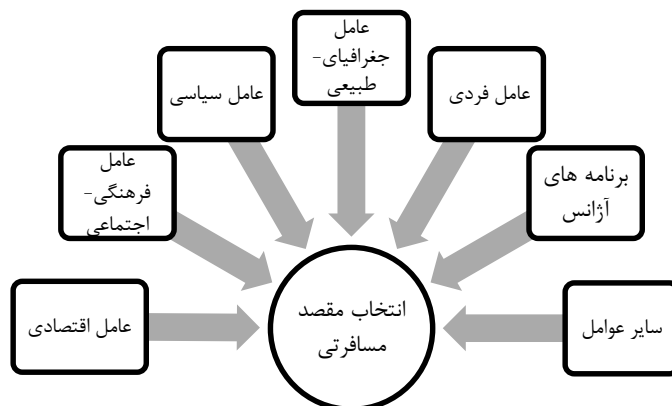 عامل
جغرافیای-
طبیعی
عامل فردی
عامل سیاسی
برنامه های
آژانس
عامل
فرهنگی-
اجتماعی
سایر عوامل
انتخاب مقصد
مسافرتی
عامل اقتصادی